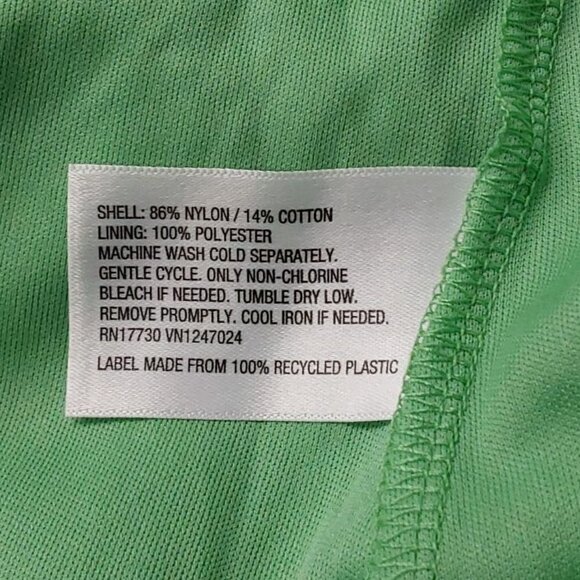 SHELL: 86% NYLON / 14% COTTON
LINING: 100% POLYESTER
MACHINE WASH COLD SEPARATELY.
GENTLE CYCLE. ONLY NON-CHLORINE
BLEACH IF NEEDED. TUMBLE DRY LOW.
REMOVE PROMPTLY. COOL IRON IF NEEDED.
RN17730 VN1247024
LABEL MADE FROM 100% RECYCLED PLASTIC